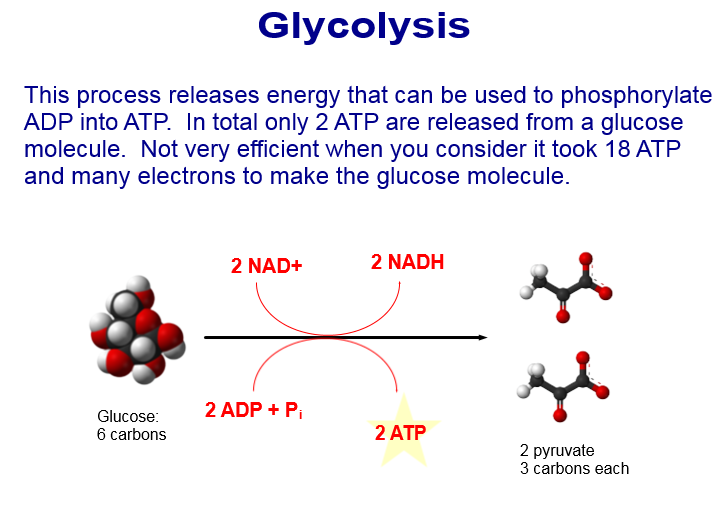 Glycolysis
This process releases energy that can be used to phosphorylate
ADP into ATP.  In total only 2 ATP are released from a glucose
molecule.  Not very efficient when you consider it took 18 ATP
and many electrons to make the glucose molecule.
2 NAD+
2 NADH
2 ADP + Pi
2 ATP
Glucose:
6 carbons
2 pyruvate
3 carbons each